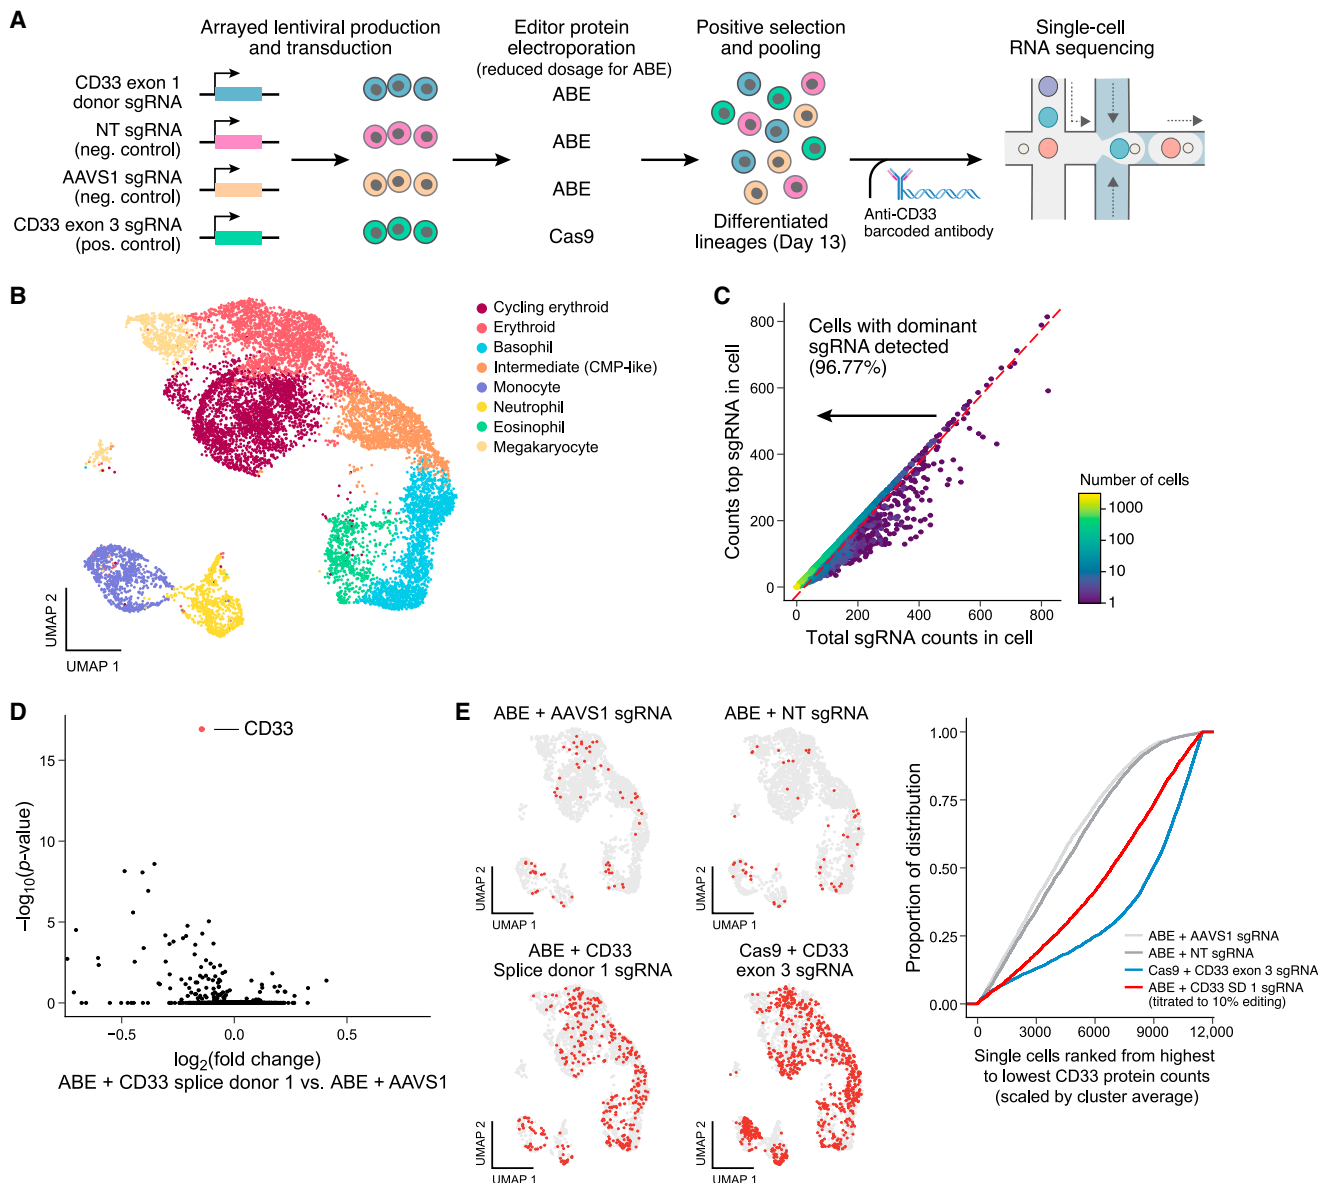 A
Arrayed lentiviral production
and transduction
Editor protein
electroporation
(reduced dosage for ABE)
Positive selection
and pooling
Single-cell
RNA sequencing
CD33 exon 1
donor sgRNA
ABE
NT sgRNA
(neg. control)
ABE
AAVS1 sgRNA
(neg. control)
ABE
CD33 exon 3 sgRNA
(pos. control)
Cas9
Differentiated
lineages (Day 13)
Anti-CD33
barcoded antibody
B
Cycling erythroid
Erythroid
Basophil
Intermediate (CMP-like)
Monocyte
Neutrophil
Eosinophil
Megakaryocyte
UMAP 2
UMAP 1
C
Cells with dominant
sgRNA detected
(96.77%)
Counts top sgRNA in cell
800
600
400
200
0
0
200
400
600
800
Total sgRNA counts in cell
Number of cells
1000
100
10
1
D
CD33
−log10(p-value)
15
10
5
0
−0.5
0.0
0.5
log2(fold change)
ABE + CD33 splice donor 1 vs. ABE + AAVS1
E
ABE + AAVS1 sgRNA
UMAP 2
UMAP 1
ABE + NT sgRNA
UMAP 2
UMAP 1
ABE + CD33
Splice donor 1 sgRNA
UMAP 2
UMAP 1
Cas9 + CD33
exon 3 sgRNA
UMAP 2
UMAP 1
Proportion of distribution
1.00
0.75
0.50
0.25
0.00
ABE + AAVS1 sgRNA
ABE + NT sgRNA
Cas9 + CD33 exon 3 sgRNA
ABE + CD33 SD 1 sgRNA
(titrated to 10% editing)
0
3000
6000
9000
12,000
Single cells ranked from highest
to lowest CD33 protein counts
(scaled by cluster average)